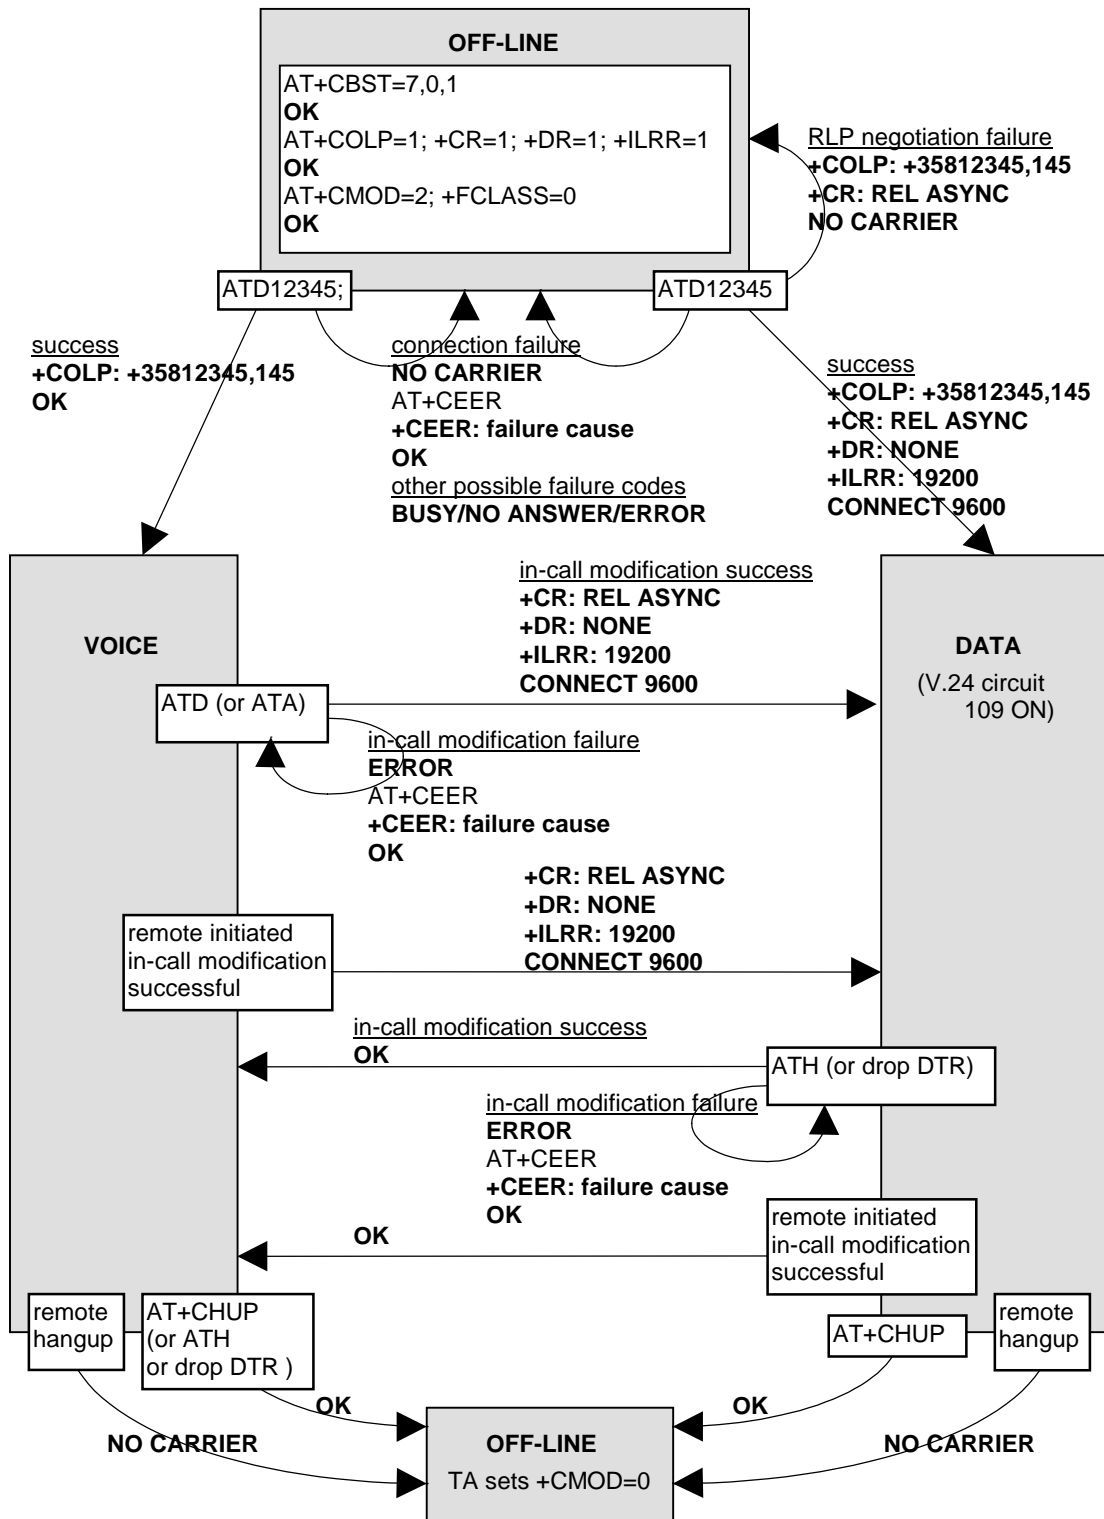 OFF-LINE
AT+CBST=7,0,1
OK
AT+COLP=1; +CR=1; +DR=1; +ILRR=1
OK
AT+CMOD=2; +FCLASS=0
OK
RLP negotiation failure
+COLP: +35812345,145
+CR: REL ASYNC
NO CARRIER
ATD12345;
ATD12345
success
+COLP: +35812345,145
OK
connection failure
NO CARRIER
AT+CEER
+CEER: failure cause
OK
other possible failure codes
BUSY/NO ANSWER/ERROR
success
+COLP: +35812345,145
+CR: REL ASYNC
+DR: NONE
+ILRR: 19200
CONNECT 9600
VOICE
in-call modification success
+CR: REL ASYNC
+DR: NONE
+ILRR: 19200
CONNECT 9600
DATA
(V.24 circuit
109 ON)
ATD (or ATA)
in-call modification failure
ERROR
AT+CEER
+CEER: failure cause
OK
+CR: REL ASYNC
+DR: NONE
+ILRR: 19200
CONNECT 9600
remote initiated
in-call modification
successful
in-call modification success
OK
ATH (or drop DTR)
in-call modification failure
ERROR
AT+CEER
+CEER: failure cause
OK
OK
remote initiated
in-call modification
successful
remote
hangup
AT+CHUP
(or ATH
or drop DTR )
AT+CHUP
remote
hangup
OK
OK
NO CARRIER
NO CARRIER
OFF-LINE
TA sets +CMOD=0